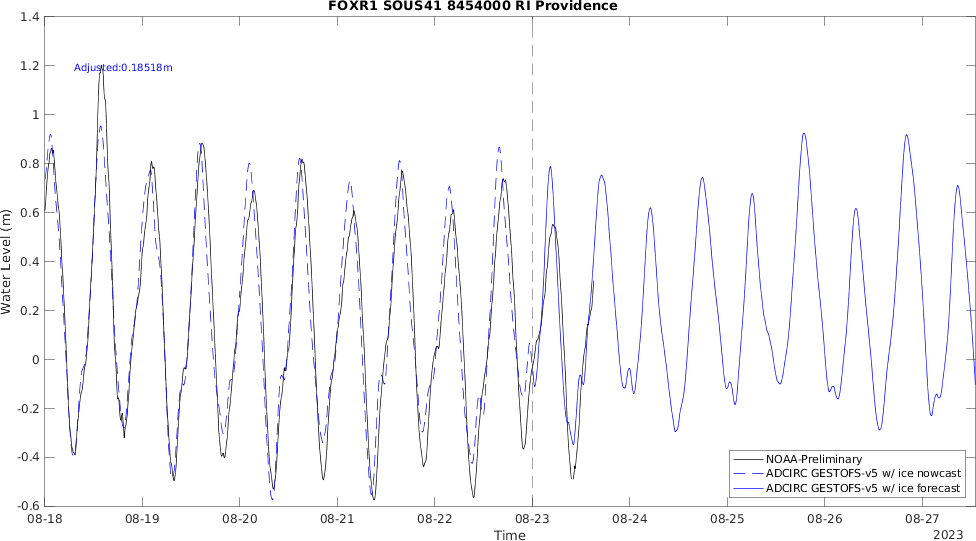 FOXR1 SOUS41 8454000 RI Providence
Water Level (m)
1.4
1.2
1
0.8
0.6
0.4
0.2
0
-0.2
-0.4
-0.6
Adjusted:0.18518m
NOAA-Preliminary
ADCIRC GESTOFS-v5 w/ ice nowcast
ADCIRC GESTOFS-v5 w/ ice forecast
08-18 08-19 08-20 08-21 08-22 08-23 08-24 08-25 08-26 08-27
Time
2023